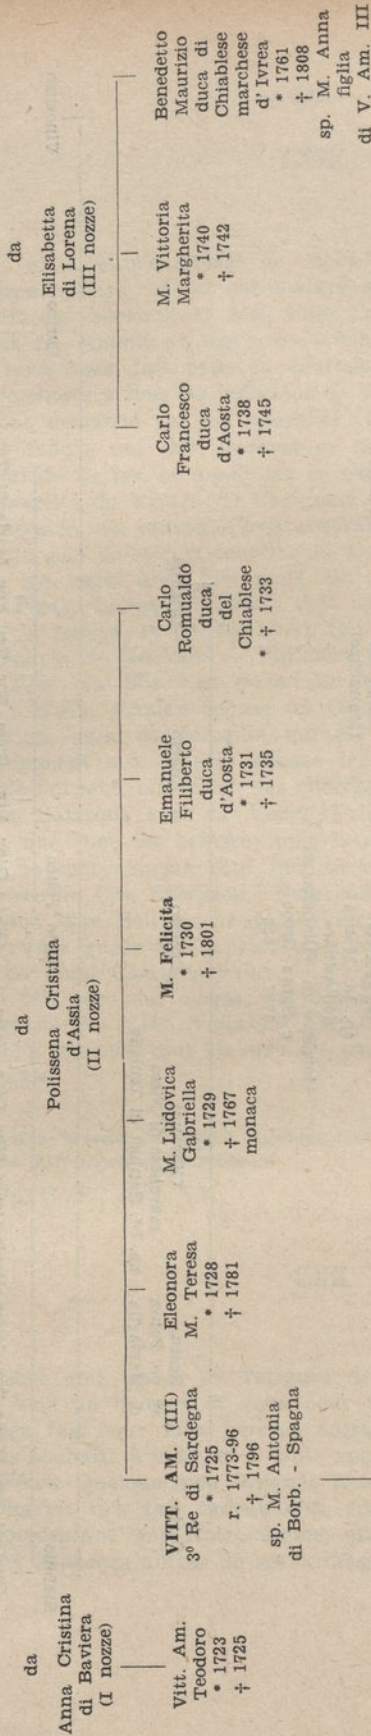 da
Anna Cristina
di Baviera
(I nozze)
Vitt. Am.
Teodoro
* 1723
† 1725
da
Polissena Cristina
d'Assia
(II nozze)
VITT. AM. (III)
3º Re di Sardegna
* 1725
r. 1773-96
† 1796
sp. M. Antonia
di Borb. - Spagna
Eleonora
M. Teresa
* 1728
† 1781
M. Ludovica
Gabriella
* 1729
† 1767
monaca
M. Felicita
* 1730
† 1801
Emanuele
Filiberto
duca
d'Aosta
* 1731
† 1735
Carlo
Romualdo
duca
del
Chiablese
* † 1733
da
Elisabetta
di Lorena
(III nozze)
Carlo
Francesco
duca
d'Aosta
* 1738
† 1745
M. Vittoria
Margherita
* 1740
† 1742
Benedetto
Maurizio
duca di
Chiablese
marchese
d' Ivrea
* 1761
† 1808
sp. M. Anna
figlia
di V. Am. III